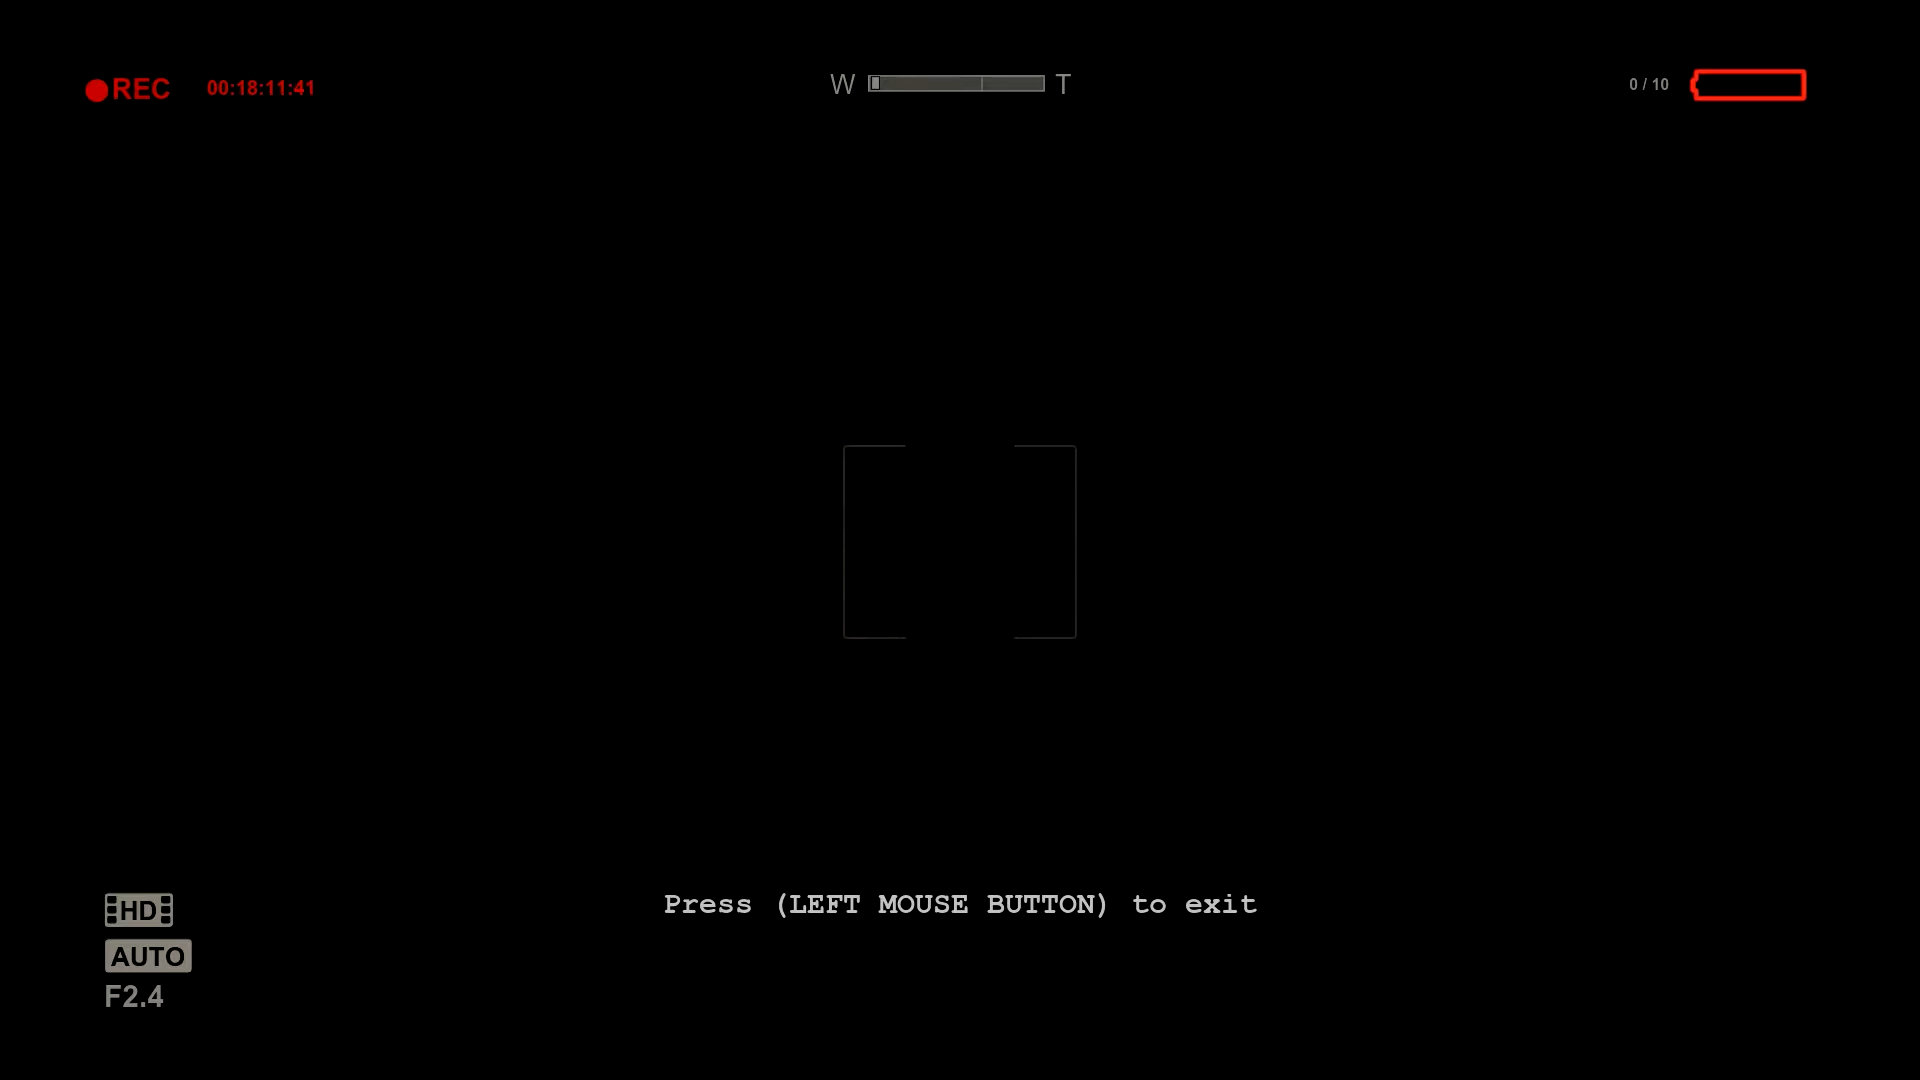 REC 00:18:11:41 W T 0 / 10
Press (LEFT MOUSE BUTTON) to exit
HD
AUTO
F2.4